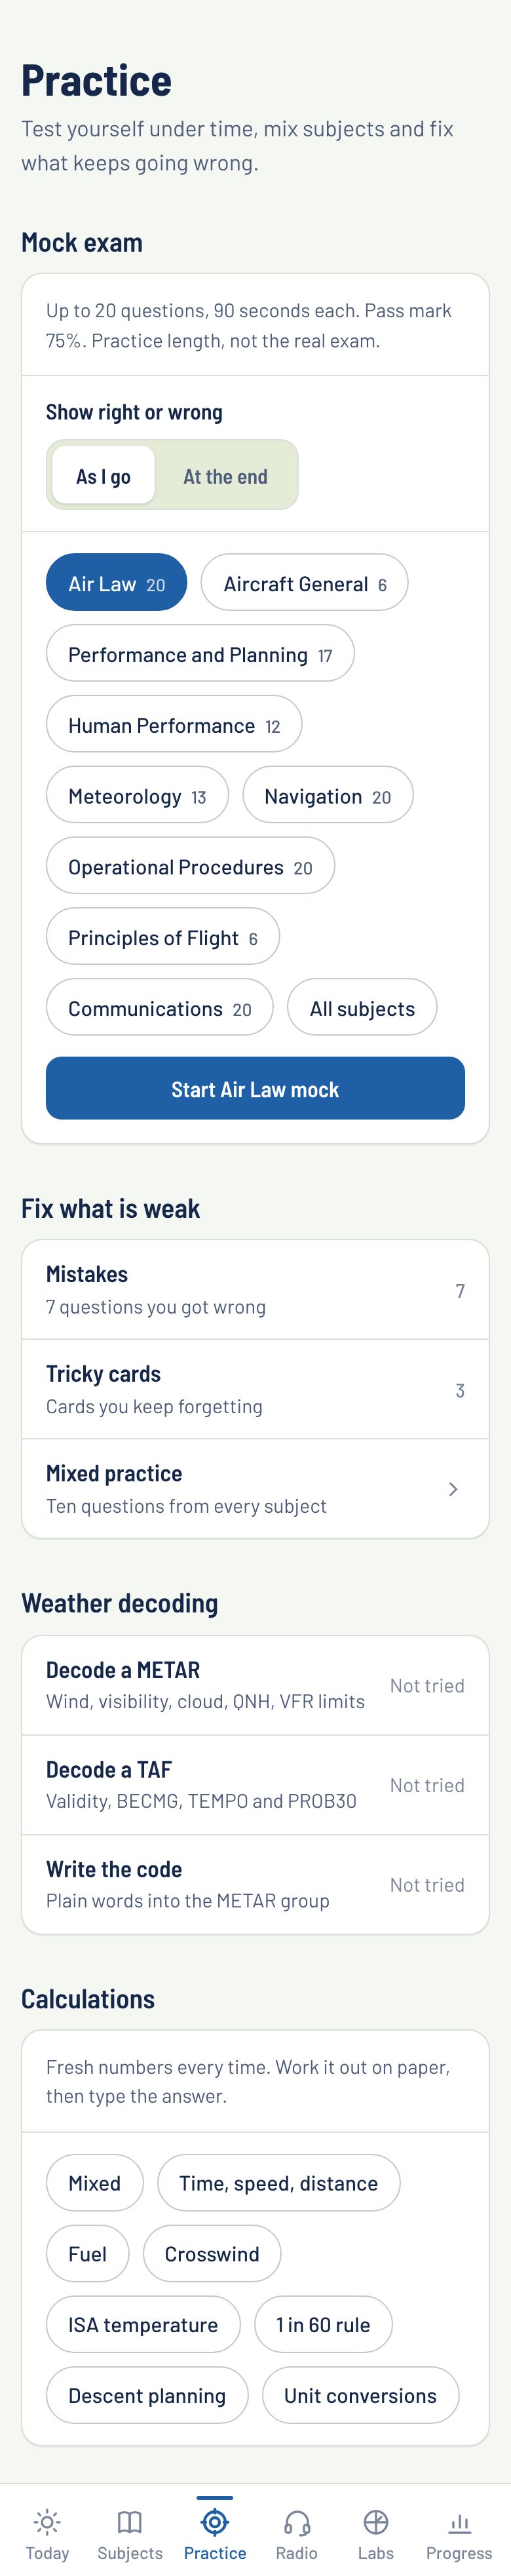 Practice
Test yourself under time, mix subjects and fix
what keeps going wrong.
Mock exam
Up to 20 questions, 90 seconds each. Pass mark
75%. Practice length, not the real exam.
Show right or wrong
As I go At the end
Air Law 20 Aircraft General 6
Performance and Planning 17
Human Performance 12
Meteorology 13 Navigation 20
Operational Procedures 20
Principles of Flight 6
Communications 20 All subjects
Start Air Law mock
Fix what is weak
Mistakes
7 questions you got wrong
7
Tricky cards
Cards you keep forgetting
3
Mixed practice
Ten questions from every subject
Weather decoding
Decode a METAR
Wind, visibility, cloud, QNH, VFR limits
Not tried
Decode a TAF
Validity, BECMG, TEMPO and PROB30
Not tried
Write the code
Plain words into the METAR group
Not tried
Calculations
Fresh numbers every time. Work it out on paper,
then type the answer.
Mixed Time, speed, distance
Fuel Crosswind
ISA temperature 1 in 60 rule
Descent planning Unit conversions
Today Subjects Practice Radio Labs Progress